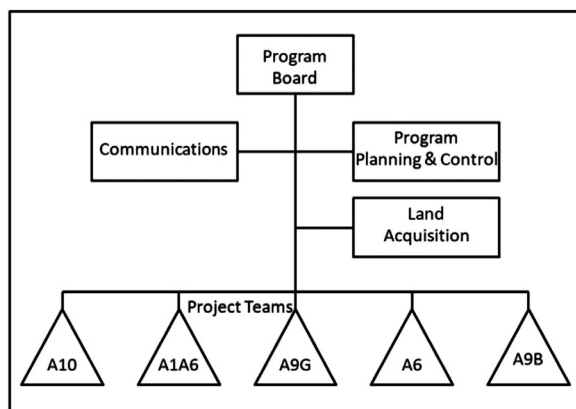 Program
Board
Communications
Program
Planning & Control
Land
Acquisition
Project Teams
A10
A1A6
A9G
A6
A9B